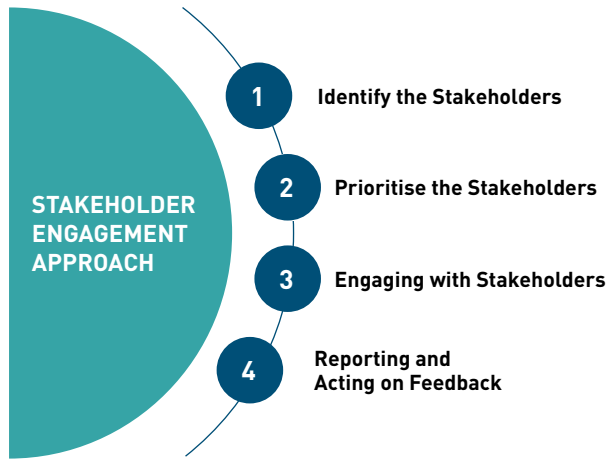 STAKEHOLDER
ENGAGEMENT
APPROACH
1
Identify the Stakeholders
2
Prioritise the Stakeholders
3
Engaging with Stakeholders
4
Reporting and
Acting on Feedback